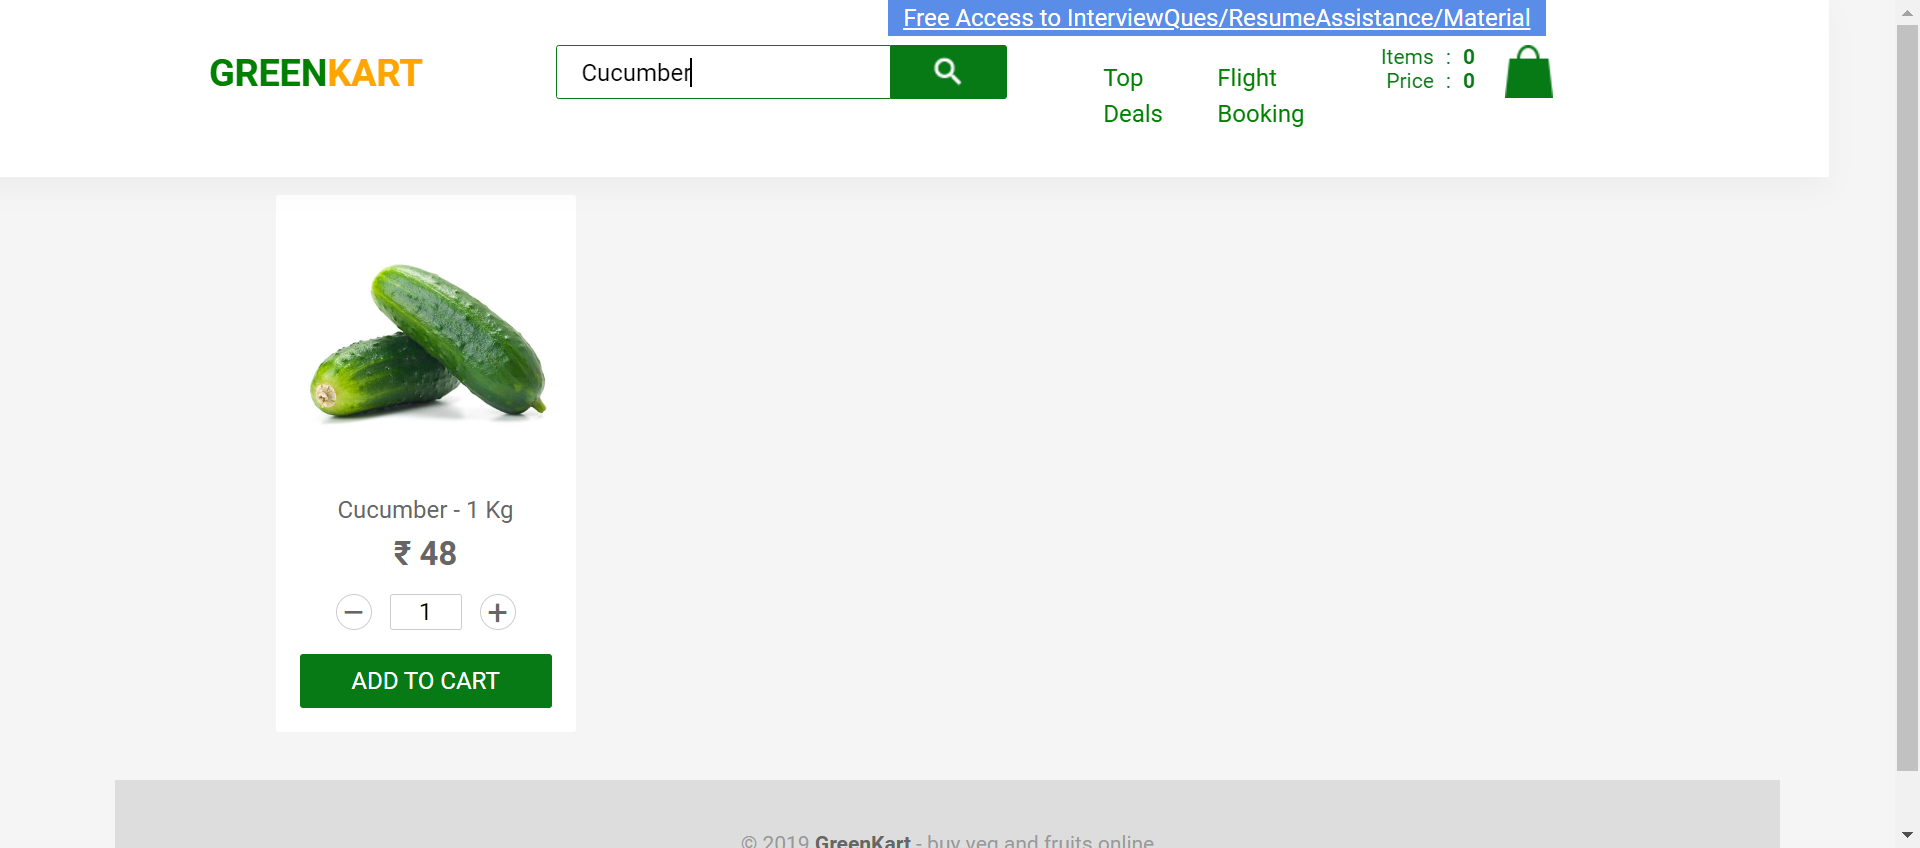 Free Access to InterviewQues/ResumeAssistance/Material
GREENKART
Cucumber
Top Deals
Flight Booking
Items : 0
Price : 0
Cucumber - 1 Kg
₹ 48
1
ADD TO CART
© 2019 GreenKart - buy veg and fruits online